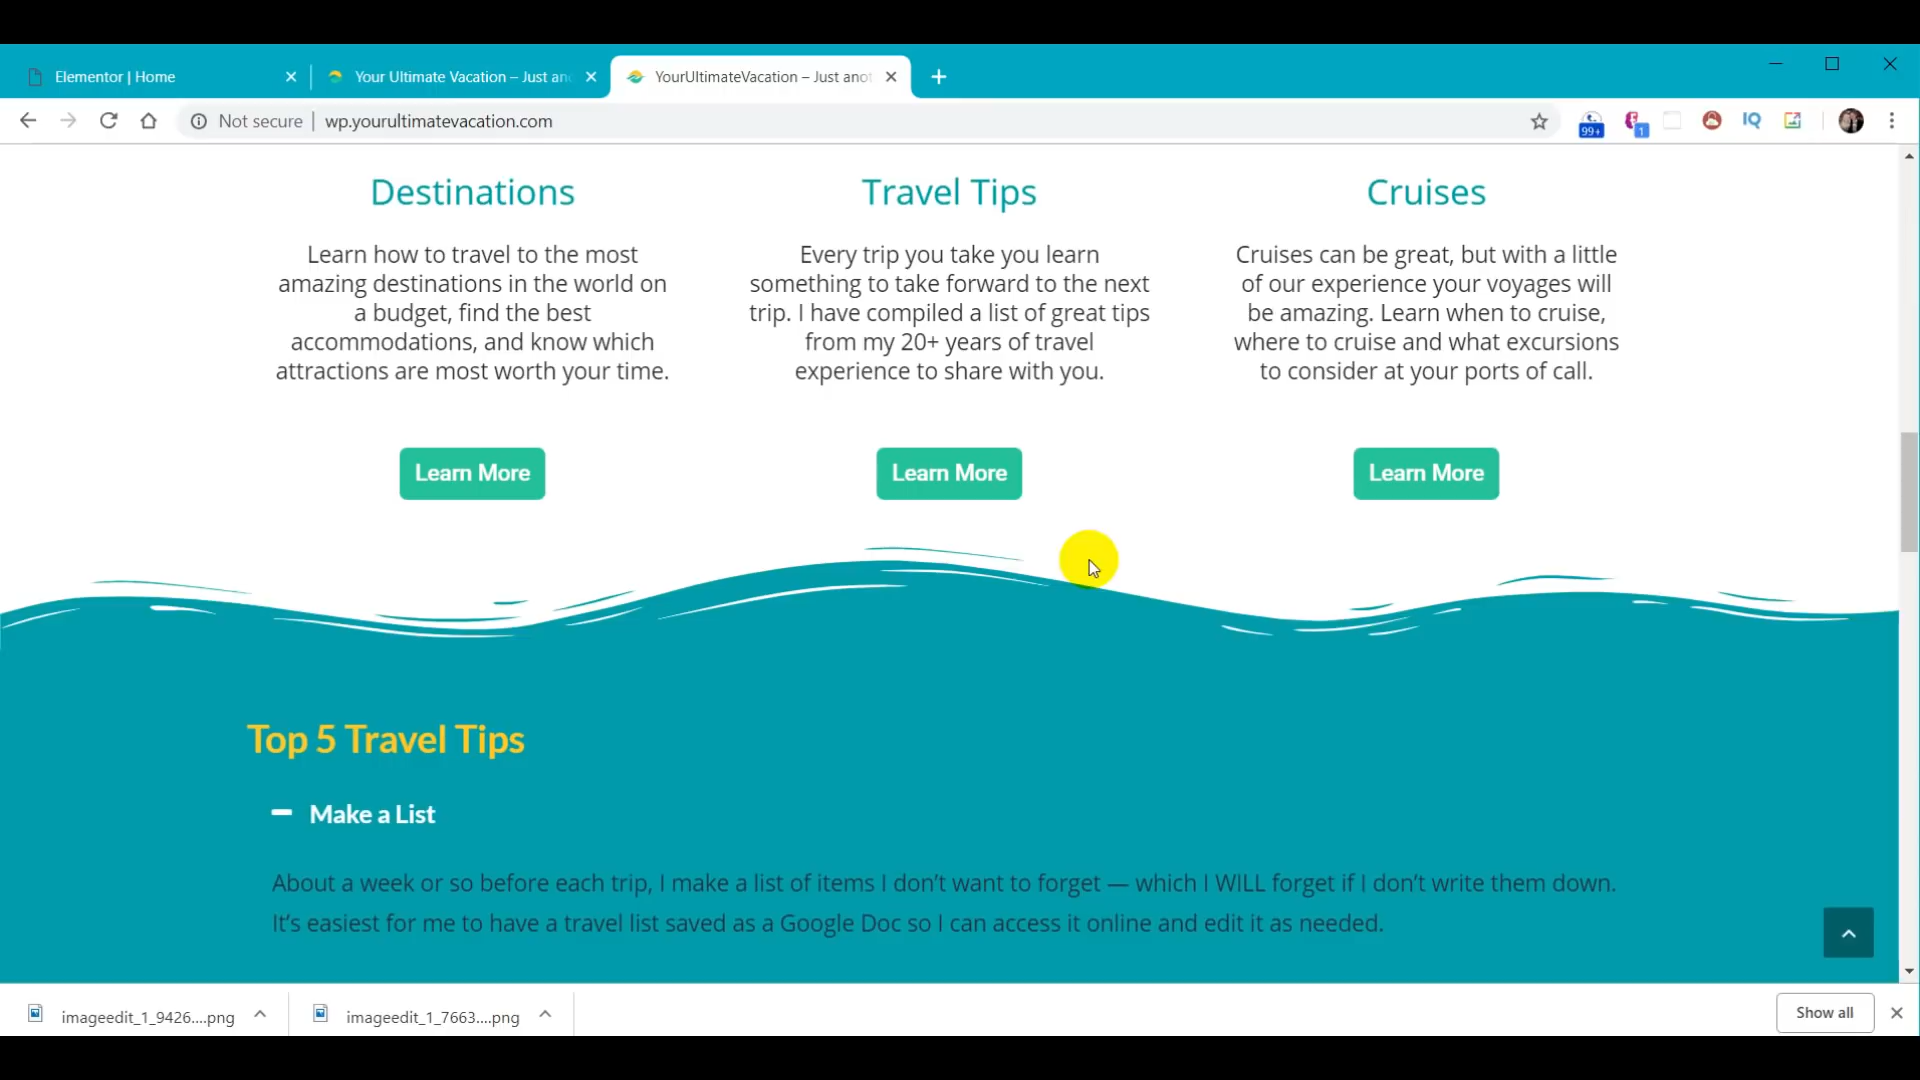 Elementor | Home
Your Ultimate Vacation – Just an
YourUltimateVacation – Just anot
Not secure
wp.yourultimatevacation.com
99+
1
IQ
Destinations
Learn how to travel to the most
amazing destinations in the world on
a budget, find the best
accommodations, and know which
attractions are most worth your time.
Learn More
Travel Tips
Every trip you take you learn
something to take forward to the next
trip. I have compiled a list of great tips
from my 20+ years of travel
experience to share with you.
Learn More
Cruises
Cruises can be great, but with a little
of our experience your voyages will
be amazing. Learn when to cruise,
where to cruise and what excursions
to consider at your ports of call.
Learn More
Top 5 Travel Tips
Make a List
About a week or so before each trip, I make a list of items I don’t want to forget — which I WILL forget if I don’t write them down.
It’s easiest for me to have a travel list saved as a Google Doc so I can access it online and edit it as needed.
imageedit_1_9426....png
imageedit_1_7663....png
Show all